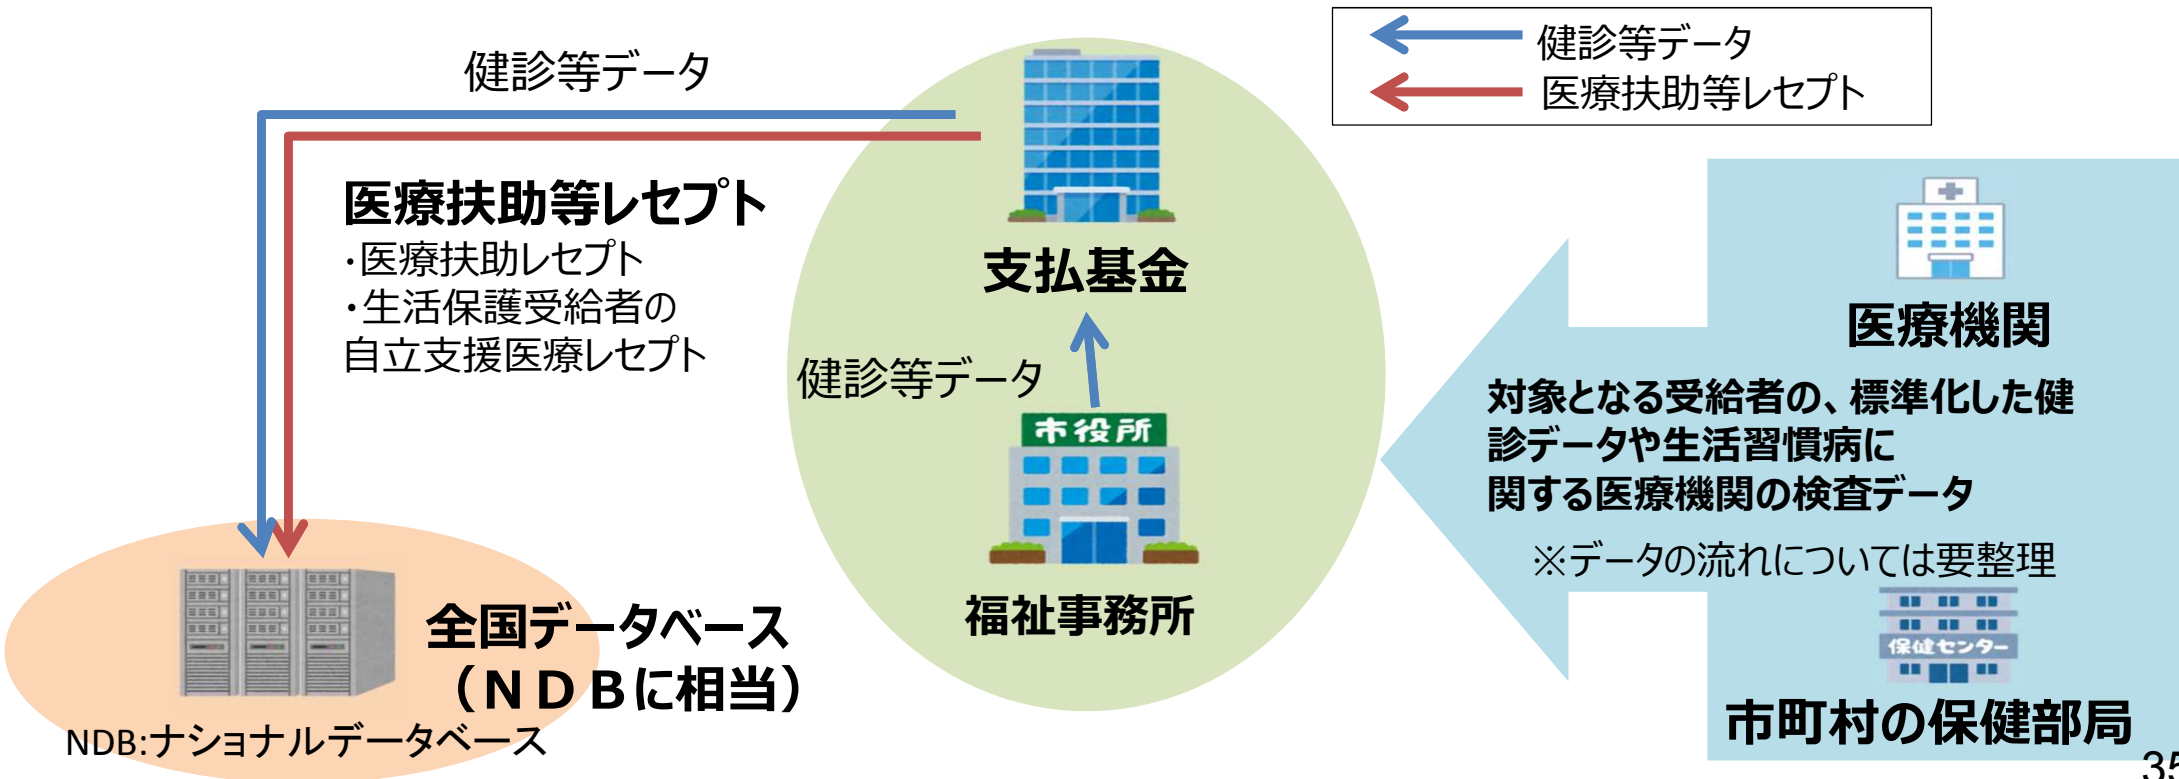 健診等データ
健診等データ
医療扶助等レセプト
医療扶助等レセプト
・医療扶助レセプト
・生活保護受給者の
自立支援医療レセプト
支払基金
健診等データ
市役所
福祉事務所
医療機関
対象となる受給者の、標準化した健
診データや生活習慣病に
関する医療機関の検査データ
※データの流れについては要整理
保健センター
市町村の保健部局
全国データベース
（ＮＤＢに相当）
NDB:ナショナルデータベース
35